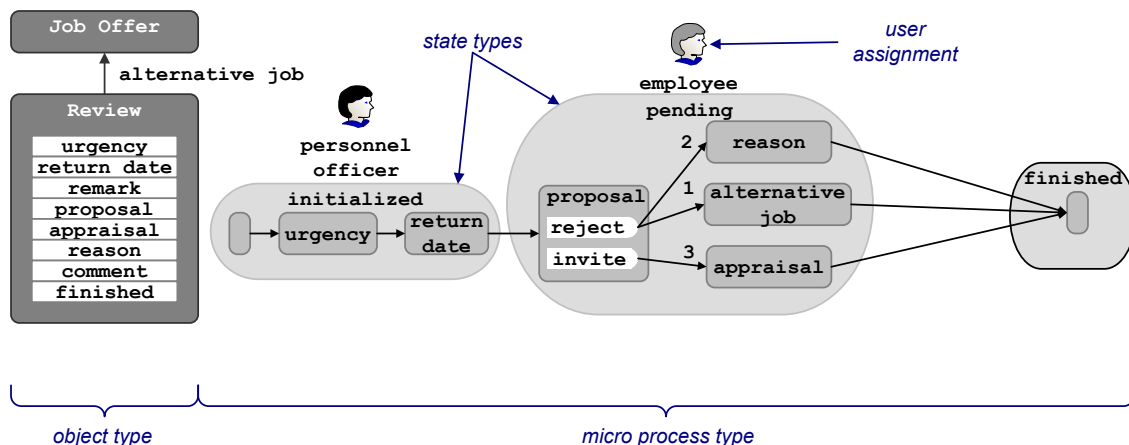 Job Offer
alternative job
Review
urgency
return date
remark
proposal
appraisal
reason
comment
finished
state types
user
assignment
personnel
officer
initialized
urgency
return
date
employee
pending
proposal
reject
invite
2
1
3
reason
alternative
job
appraisal
finished
object type
micro process type